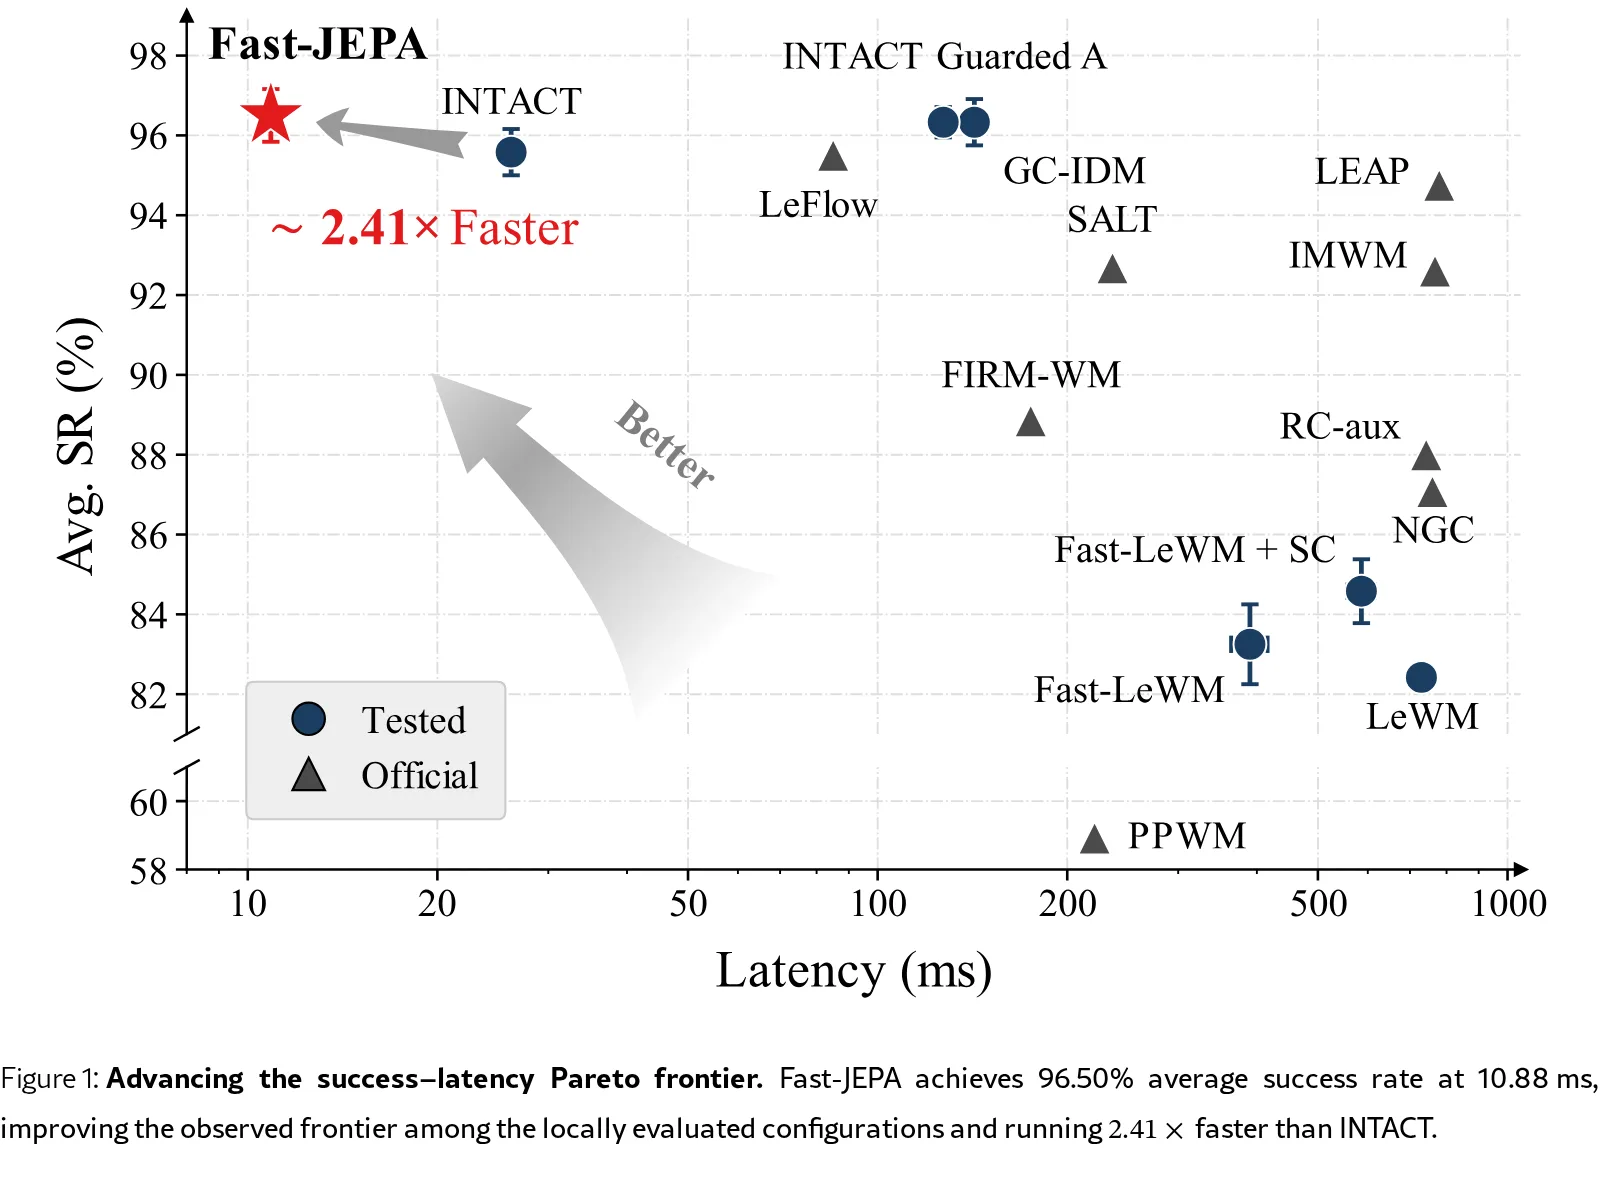 98
Fast-JEPA
INTACT Guarded A
INTACT
96
GC-IDM
LEAP
LeFlow
94
SALT
~ 2.41× Faster
IMWM
92
Avg. SR (%)
90
FIRM-WM
Better
RC-aux
88
NGC
86
Fast-LeWM + SC
84
Fast-LeWM
82
LeWM
Tested
Official
60
PPWM
58
10 20 50 100 200 500 1000
Latency (ms)
Figure 1: Advancing the success–latency Pareto frontier. Fast-JEPA achieves 96.50% average success rate at 10.88 ms,
improving the observed frontier among the locally evaluated configurations and running 2.41 × faster than INTACT.